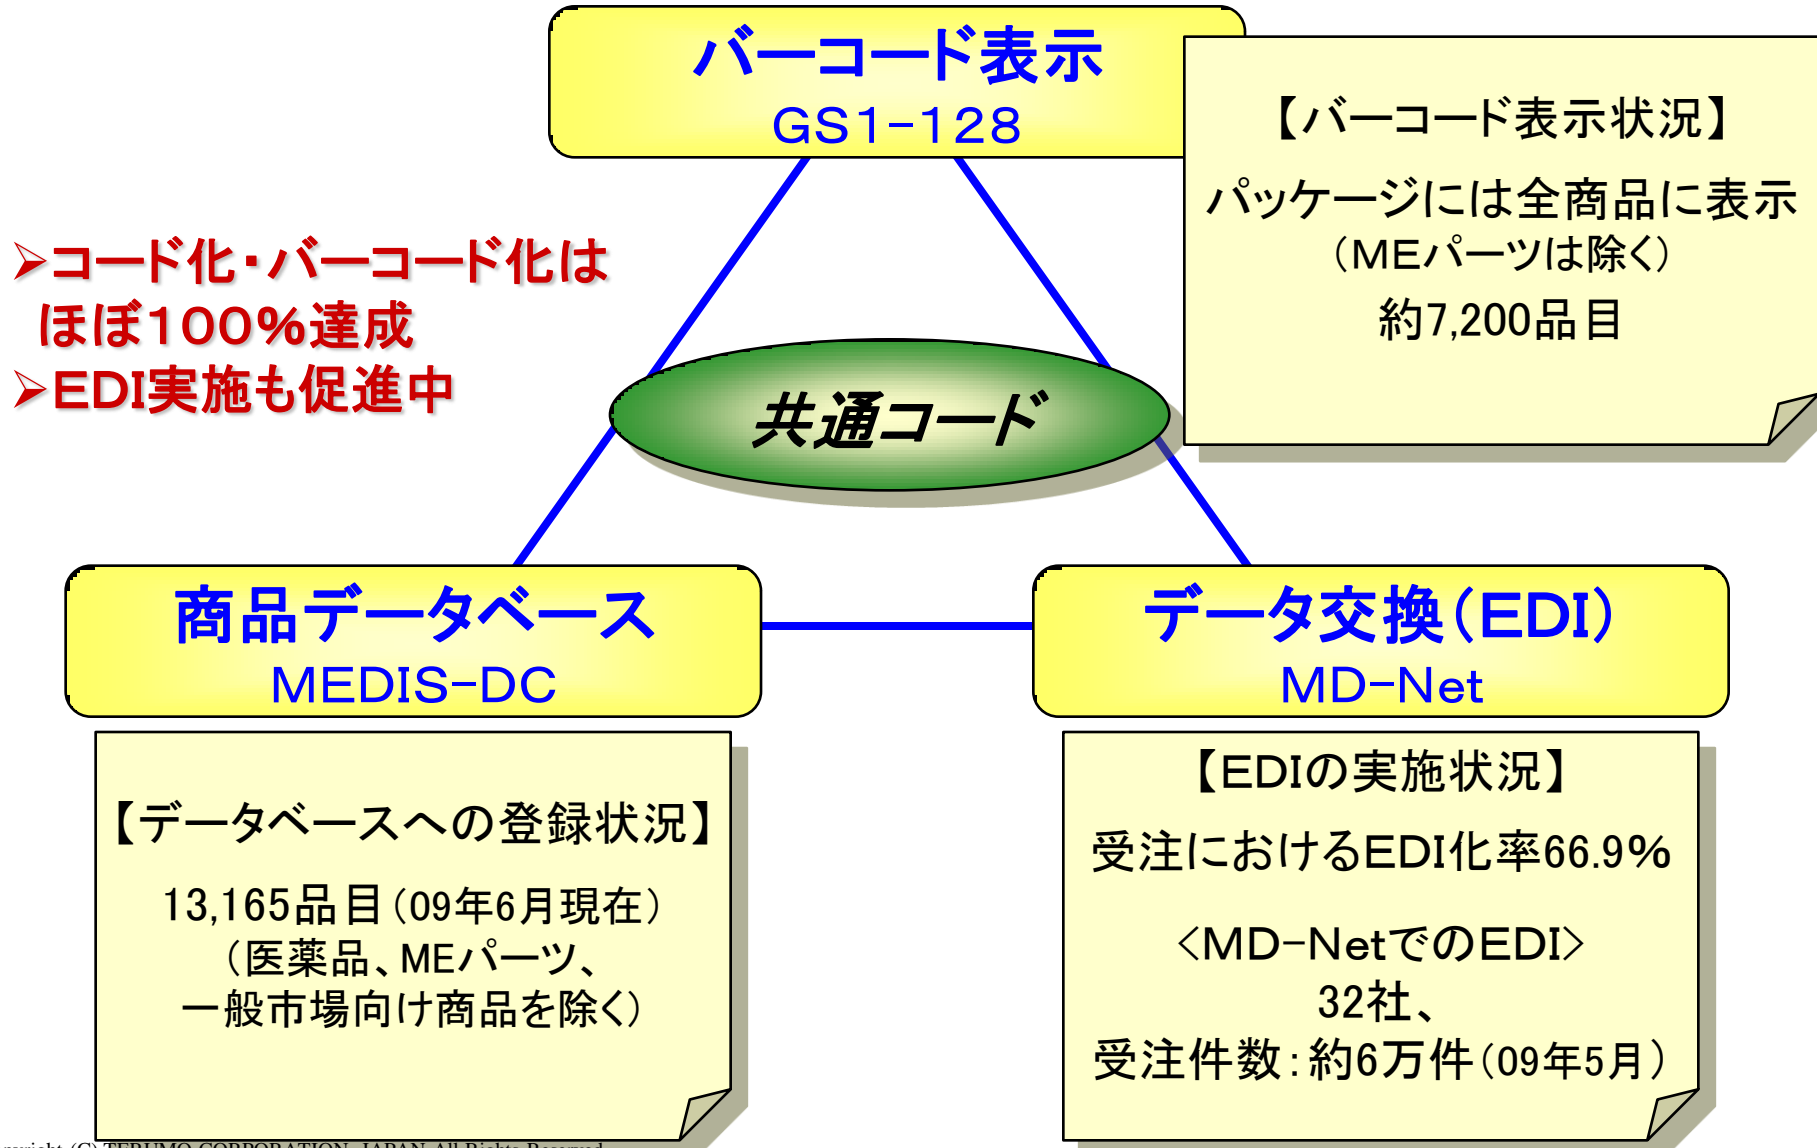 バーコード表示
GS1-128
【バーコード表示状況】
パッケージには全商品に表示
(MEパーツは除く)
約7,200品目
➢コード化・バーコード化は
ほぼ100%達成
➢EDI実施も促進中
共通コード
商品データベース
MEDIS-DC
データ交換(EDI)
MD-Net
【データベースへの登録状況】
13,165品目(09年6月現在)
(医薬品、MEパーツ、
一般市場向け商品を除く)
【EDIの実施状況】
受注におけるEDI化率66.9%
<MD-NetでのEDI>
32社、
受注件数:約6万件(09年5月)
(C) TERUMO CORPORATION, JAPAN All Rights Reserved